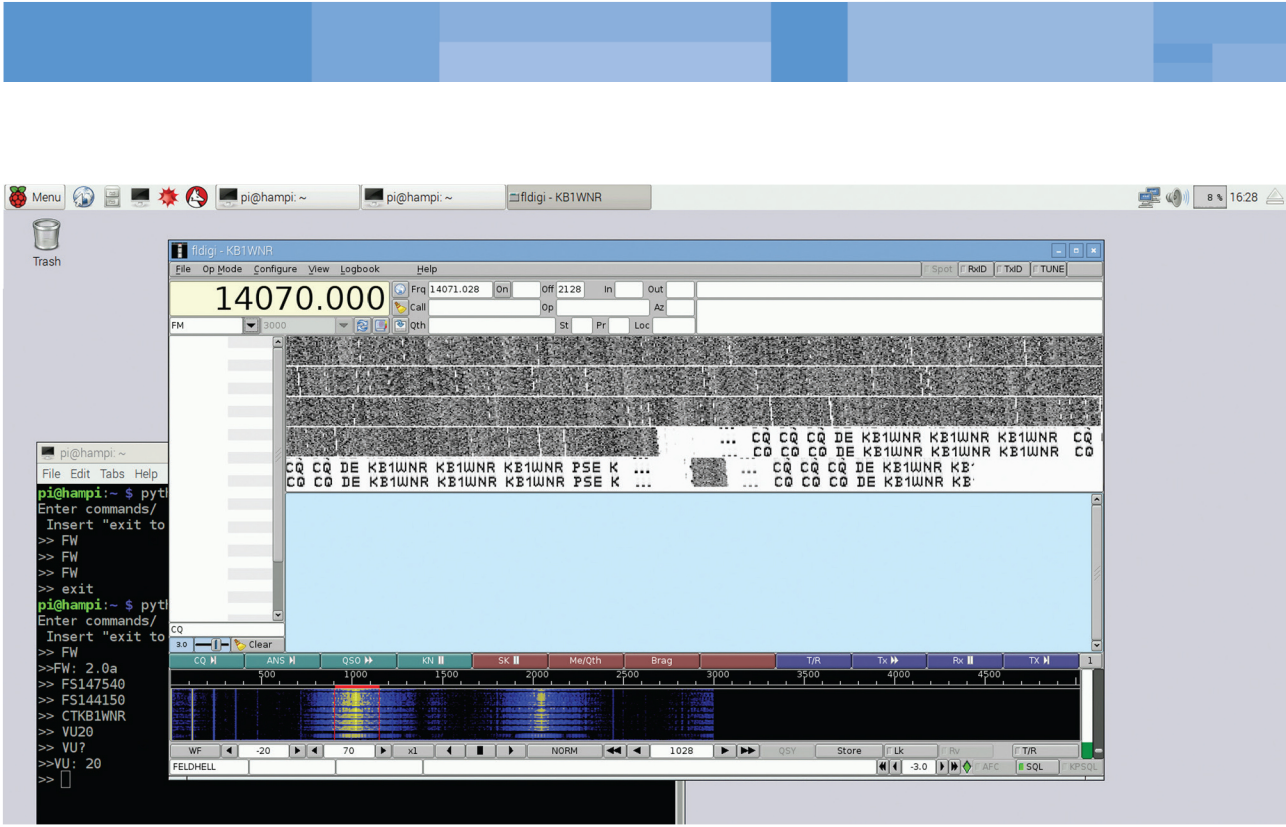 Menu pi@hampi: ~ pi@hampi: ~ fldigi - KB1WNR 8 % 16:28
Trash
fldigi - KB1WNR
File Op Mode Configure View Logbook Help Spot RxID TxID TUNE
14070.000
Frq 14071.028 On Off 2128 In Out
Call Op Az
FM 3000 Qth St Pr Loc
... CQ CQ CQ DE KB1WNR KB1WNR KB1WNR CQ
... CQ CQ CQ DE KB1WNR KB1WNR KB1WNR CQ
CQ CQ DE KB1WNR KB1WNR KB1WNR PSE K ... ... CQ CQ CQ DE KB1WNR KB
CQ CQ DE KB1WNR KB1WNR KB1WNR PSE K ... ... CQ CQ CQ DE KB1WNR KB
CQ
3.0 Clear
CQ ANS QSO KN SK Me/Qth Brag T/R Tx Rx TX 1
500 1000 1500 2000 2500 3000 3500 4000 4500
WF -20 70 x1 NORM 1028 QSY Store Lk Rv T/R
FELDHELL -3.0 AFC SQL KPSQL
pi@hampi: ~
File Edit Tabs Help
pi@hampi:~ $ pyth
Enter commands/
Insert "exit to
>> FW
>> FW
>> FW
>> exit
pi@hampi:~ $ pyth
Enter commands/
Insert "exit to
>> FW
>>FW: 2.0a
>> FS147540
>> FS144150
>> CTKB1WNR
>> VU20
>> VU?
>>VU: 20
>>